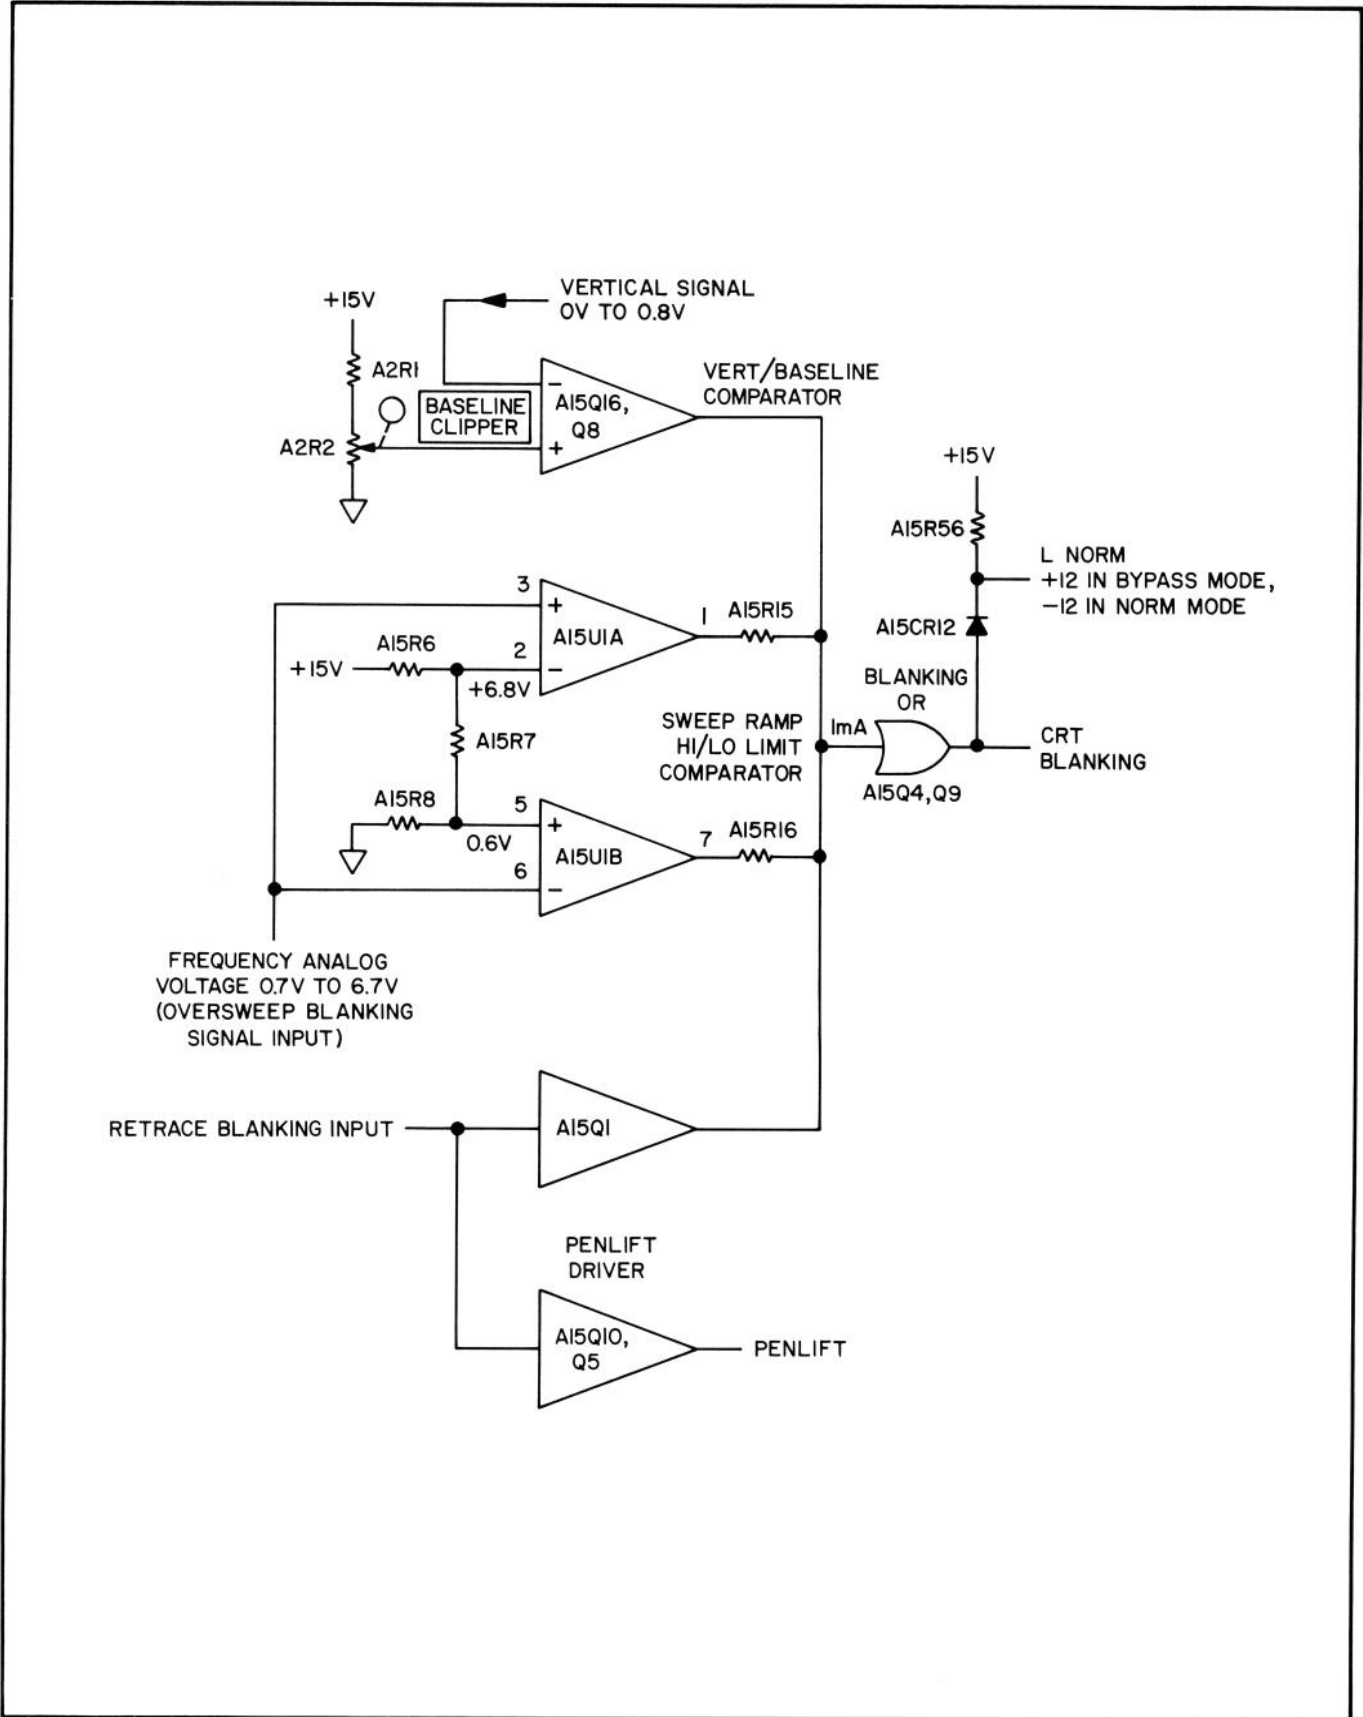 +15V
VERTICAL SIGNAL
0V TO 0.8V
A2R1
BASELINE
CLIPPER
A2R2
−
A15Q16,
Q8
+
VERT/BASELINE
COMPARATOR
+15V
A15R56
L NORM
+12 IN BYPASS MODE,
−12 IN NORM MODE
A15CR12
3
+
A15U1A
2
−
1
A15R15
A15R6
+15V
+6.8V
A15R7
BLANKING
OR
SWEEP RAMP
HI/LO LIMIT
COMPARATOR
1mA
CRT
BLANKING
A15Q4,Q9
A15R8
5
+
0.6V
A15U1B
6
−
7
A15R16
FREQUENCY ANALOG
VOLTAGE 0.7V TO 6.7V
(OVERSWEEP BLANKING
SIGNAL INPUT)
RETRACE BLANKING INPUT
A15Q1
PENLIFT
DRIVER
A15Q10,
Q5
PENLIFT